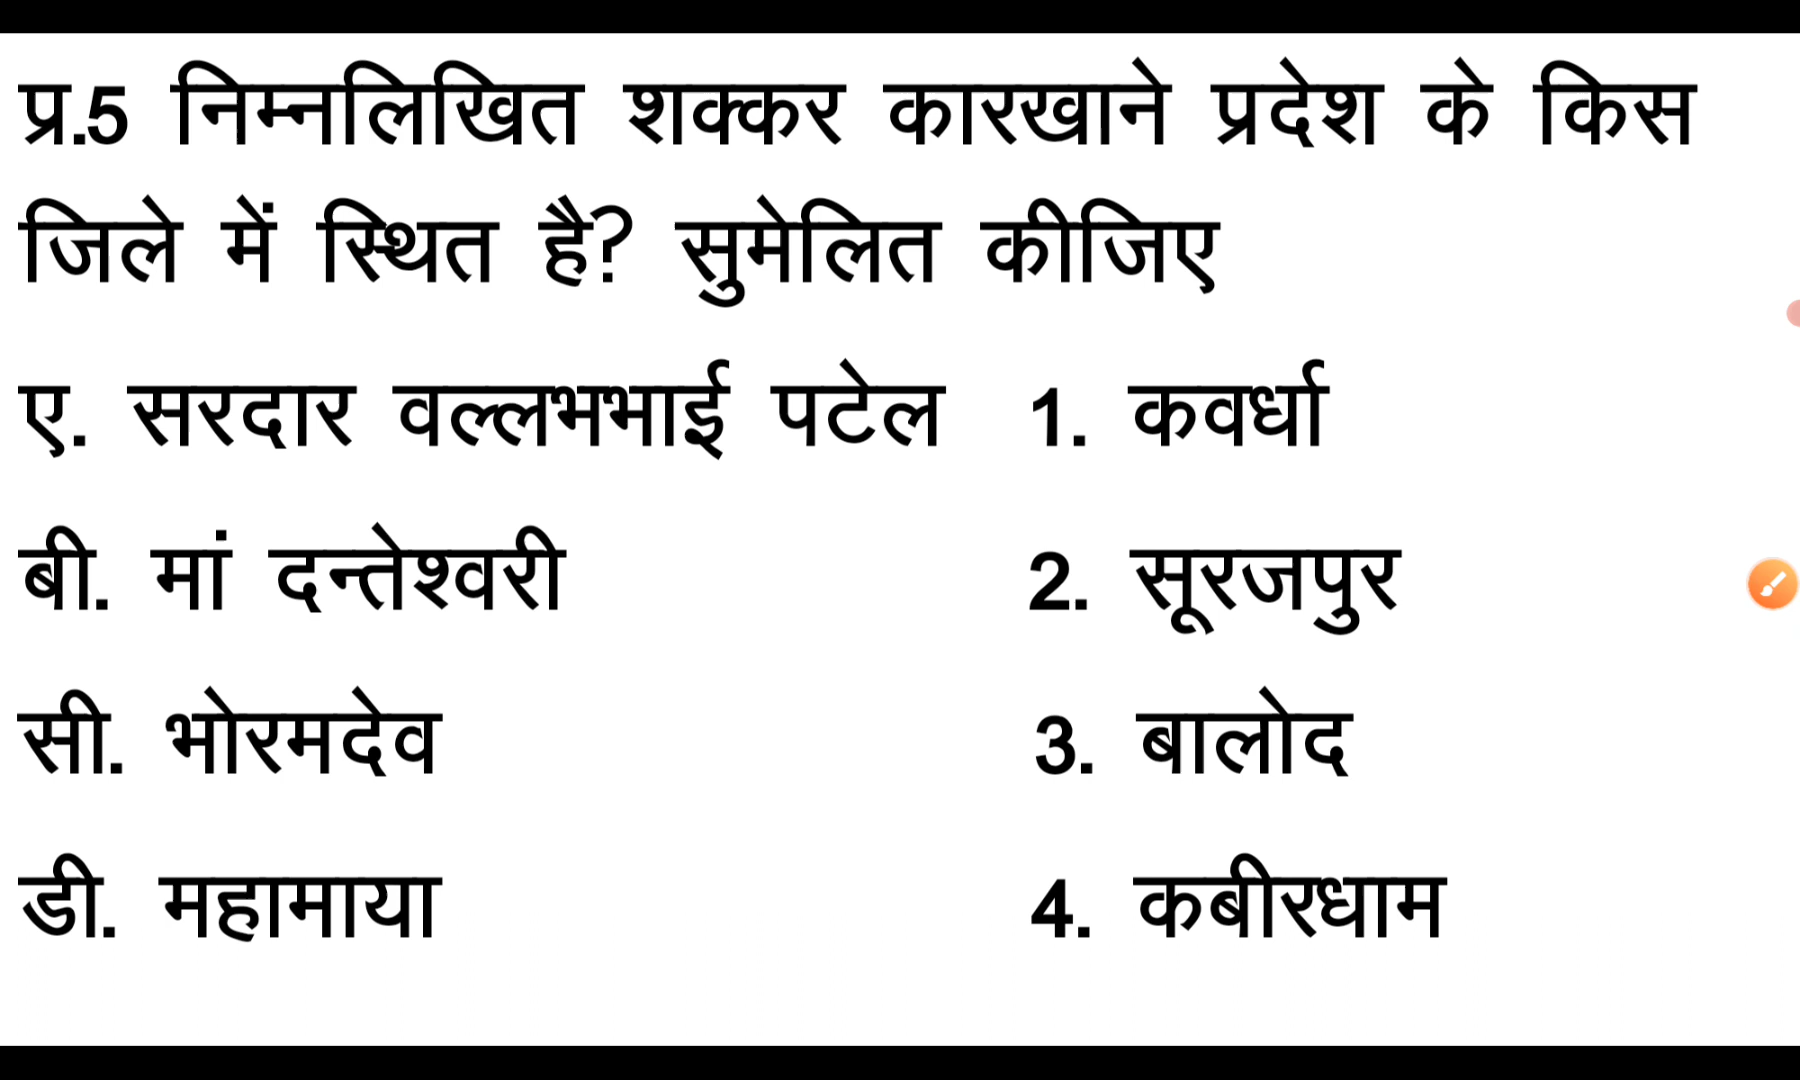 प्र.5 निम्नलिखित शक्कर कारखाने प्रदेश के किस
जिले में स्थित है? सुमेलित कीजिए
ए. सरदार वल्लभभाई पटेल 1. कवर्धा
बी. मां दन्तेश्वरी 2. सूरजपुर
सी. भोरमदेव 3. बालोद
डी. महामाया 4. कबीरधाम